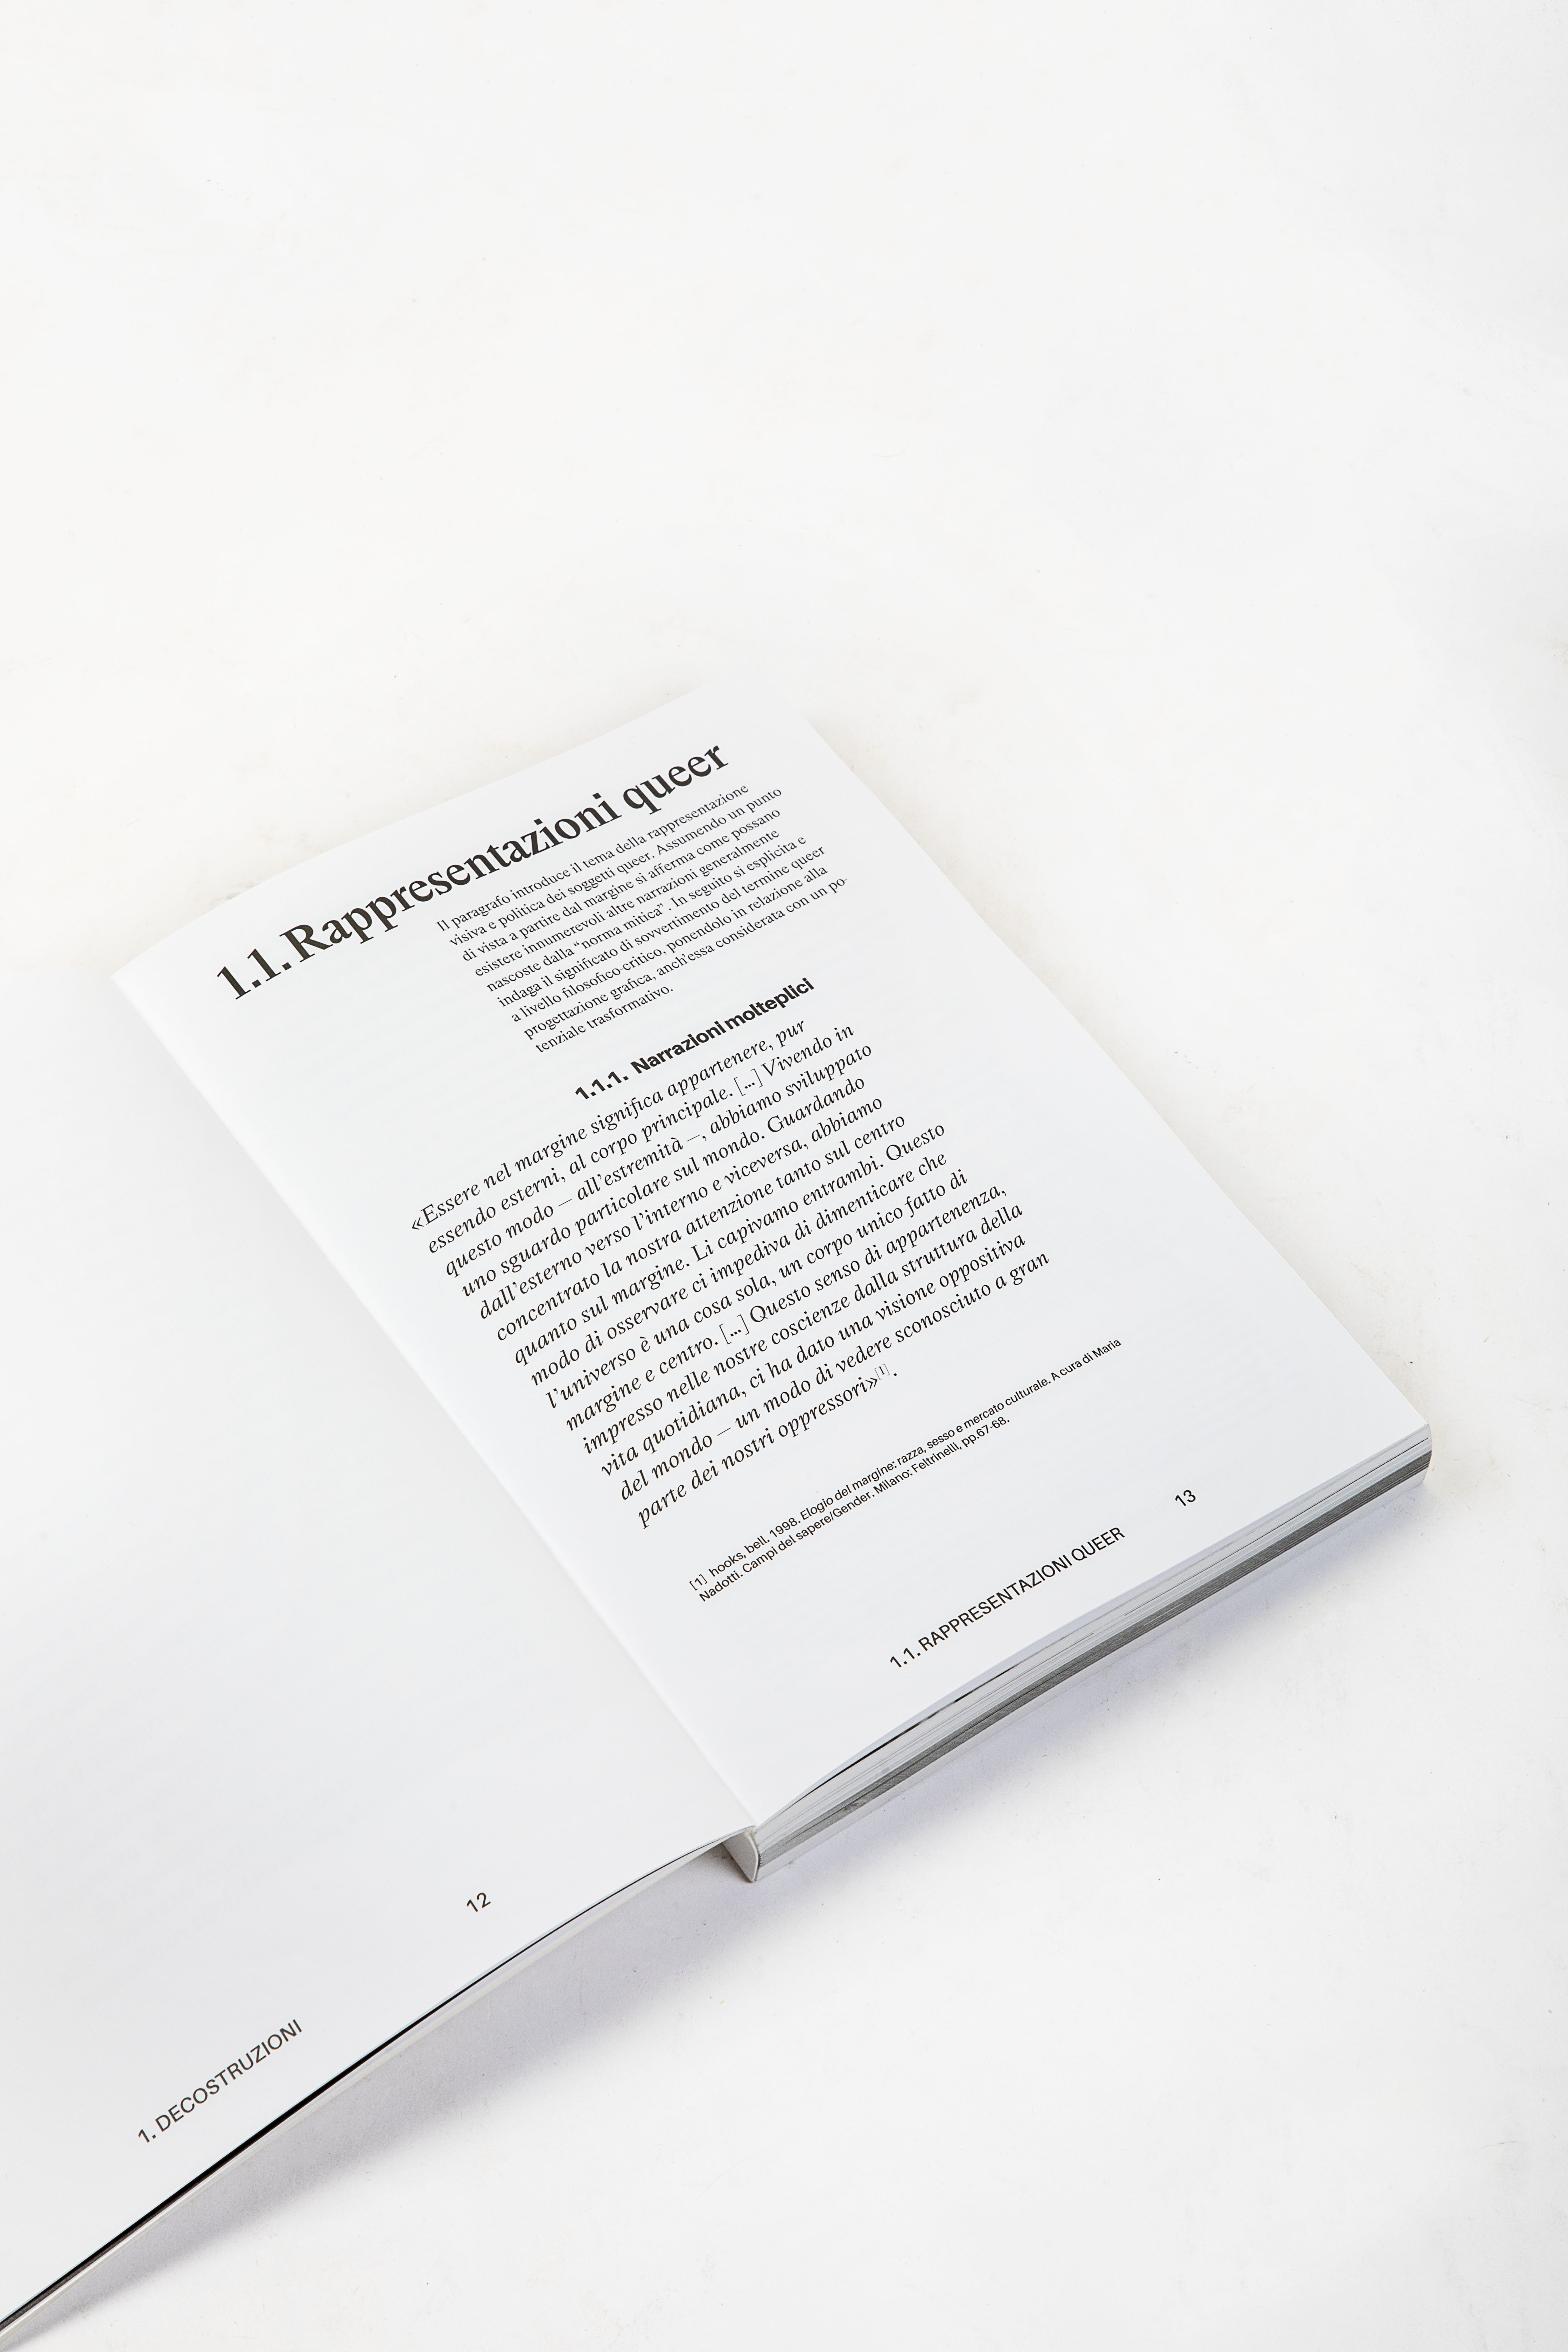 12
1. DECOSTRUZIONI
1.1. Rappresentazioni queer
Il paragrafo introduce il tema della rappresentazione
visiva e politica dei soggetti queer. Assumendo un punto
di vista a partire dal margine si afferma come possano
esistere innumerevoli altre narrazioni generalmente
nascoste dalla “norma mitica”. In seguito si esplicita e
indaga il significato di sovvertimento del termine queer
a livello filosofico-critico, ponendolo in relazione alla
progettazione grafica, anch'essa considerata con un po-
tenziale trasformativo.
1.1.1. Narrazioni molteplici
«Essere nel margine significa appartenere, pur
essendo esterni, al corpo principale. [...] Vivendo in
questo modo – all’estremità –, abbiamo sviluppato
uno sguardo particolare sul mondo. Guardando
dall’esterno verso l’interno e viceversa, abbiamo
concentrato la nostra attenzione tanto sul centro
quanto sul margine. Li capivamo entrambi. Questo
modo di osservare ci impediva di dimenticare che
l’universo è una cosa sola, un corpo unico fatto di
margine e centro. [...] Questo senso di appartenenza,
impresso nelle nostre coscienze dalla struttura della
vita quotidiana, ci ha dato una visione oppositiva
del mondo – un modo di vedere sconosciuto a gran
parte dei nostri oppressori»[1].
[1] hooks, bell. 1998. Elogio del margine: razza, sesso e mercato culturale. A cura di Maria
Nadotti. Campi del sapere/Gender. Milano: Feltrinelli, pp.67-68.
1.1. RAPPRESENTAZIONI QUEER
13